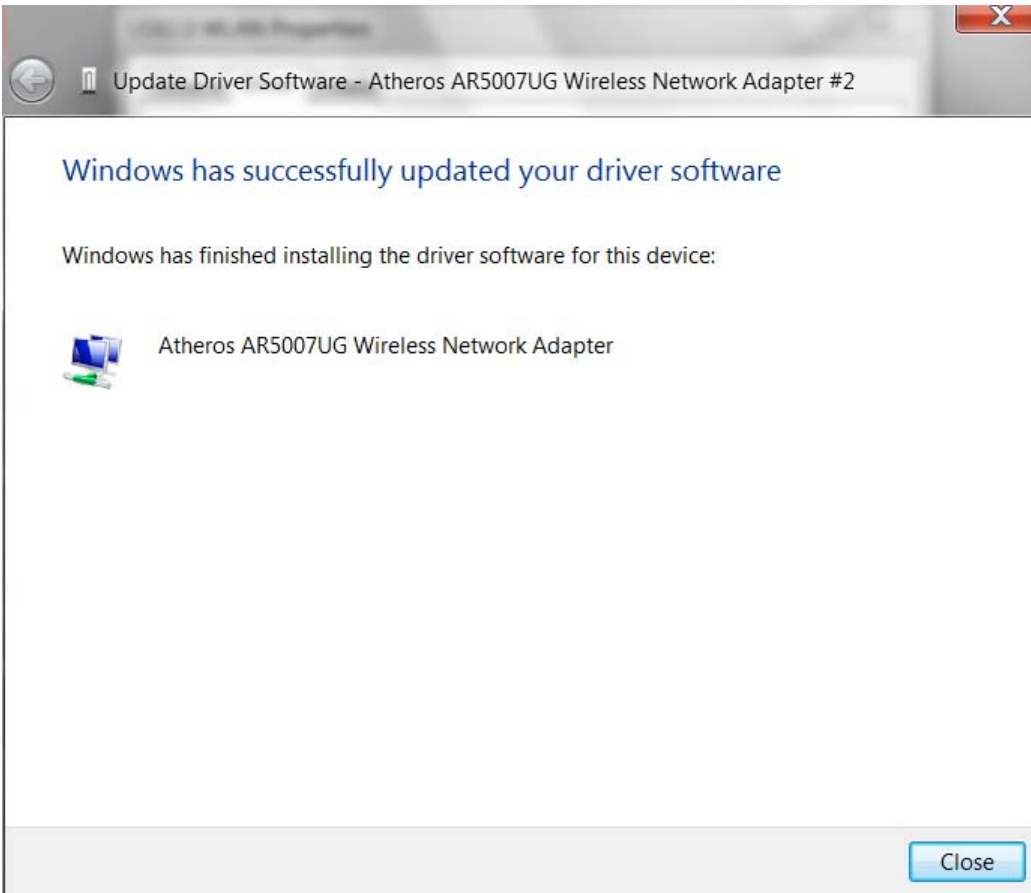 Update Driver Software - Atheros AR5007UG Wireless Network Adapter #2
Windows has successfully updated your driver software
Windows has finished installing the driver software for this device:
Atheros AR5007UG Wireless Network Adapter
Close